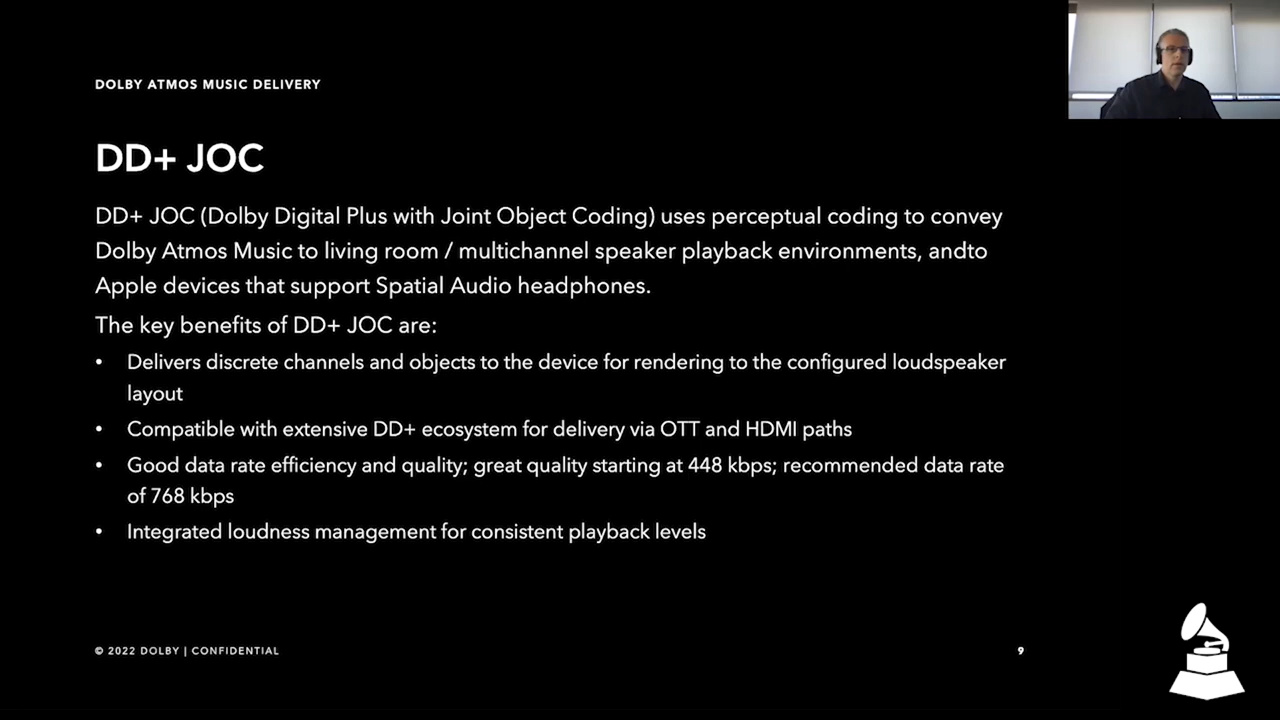 DOLBY ATMOS MUSIC DELIVERY
DD+ JOC
DD+ JOC (Dolby Digital Plus with Joint Object Coding) uses perceptual coding to convey
Dolby Atmos Music to living room / multichannel speaker playback environments, andto
Apple devices that support Spatial Audio headphones.
The key benefits of DD+ JOC are:
• Delivers discrete channels and objects to the device for rendering to the configured loudspeaker
layout
• Compatible with extensive DD+ ecosystem for delivery via OTT and HDMI paths
• Good data rate efficiency and quality; great quality starting at 448 kbps; recommended data rate
of 768 kbps
• Integrated loudness management for consistent playback levels
© 2022 DOLBY | CONFIDENTIAL
9